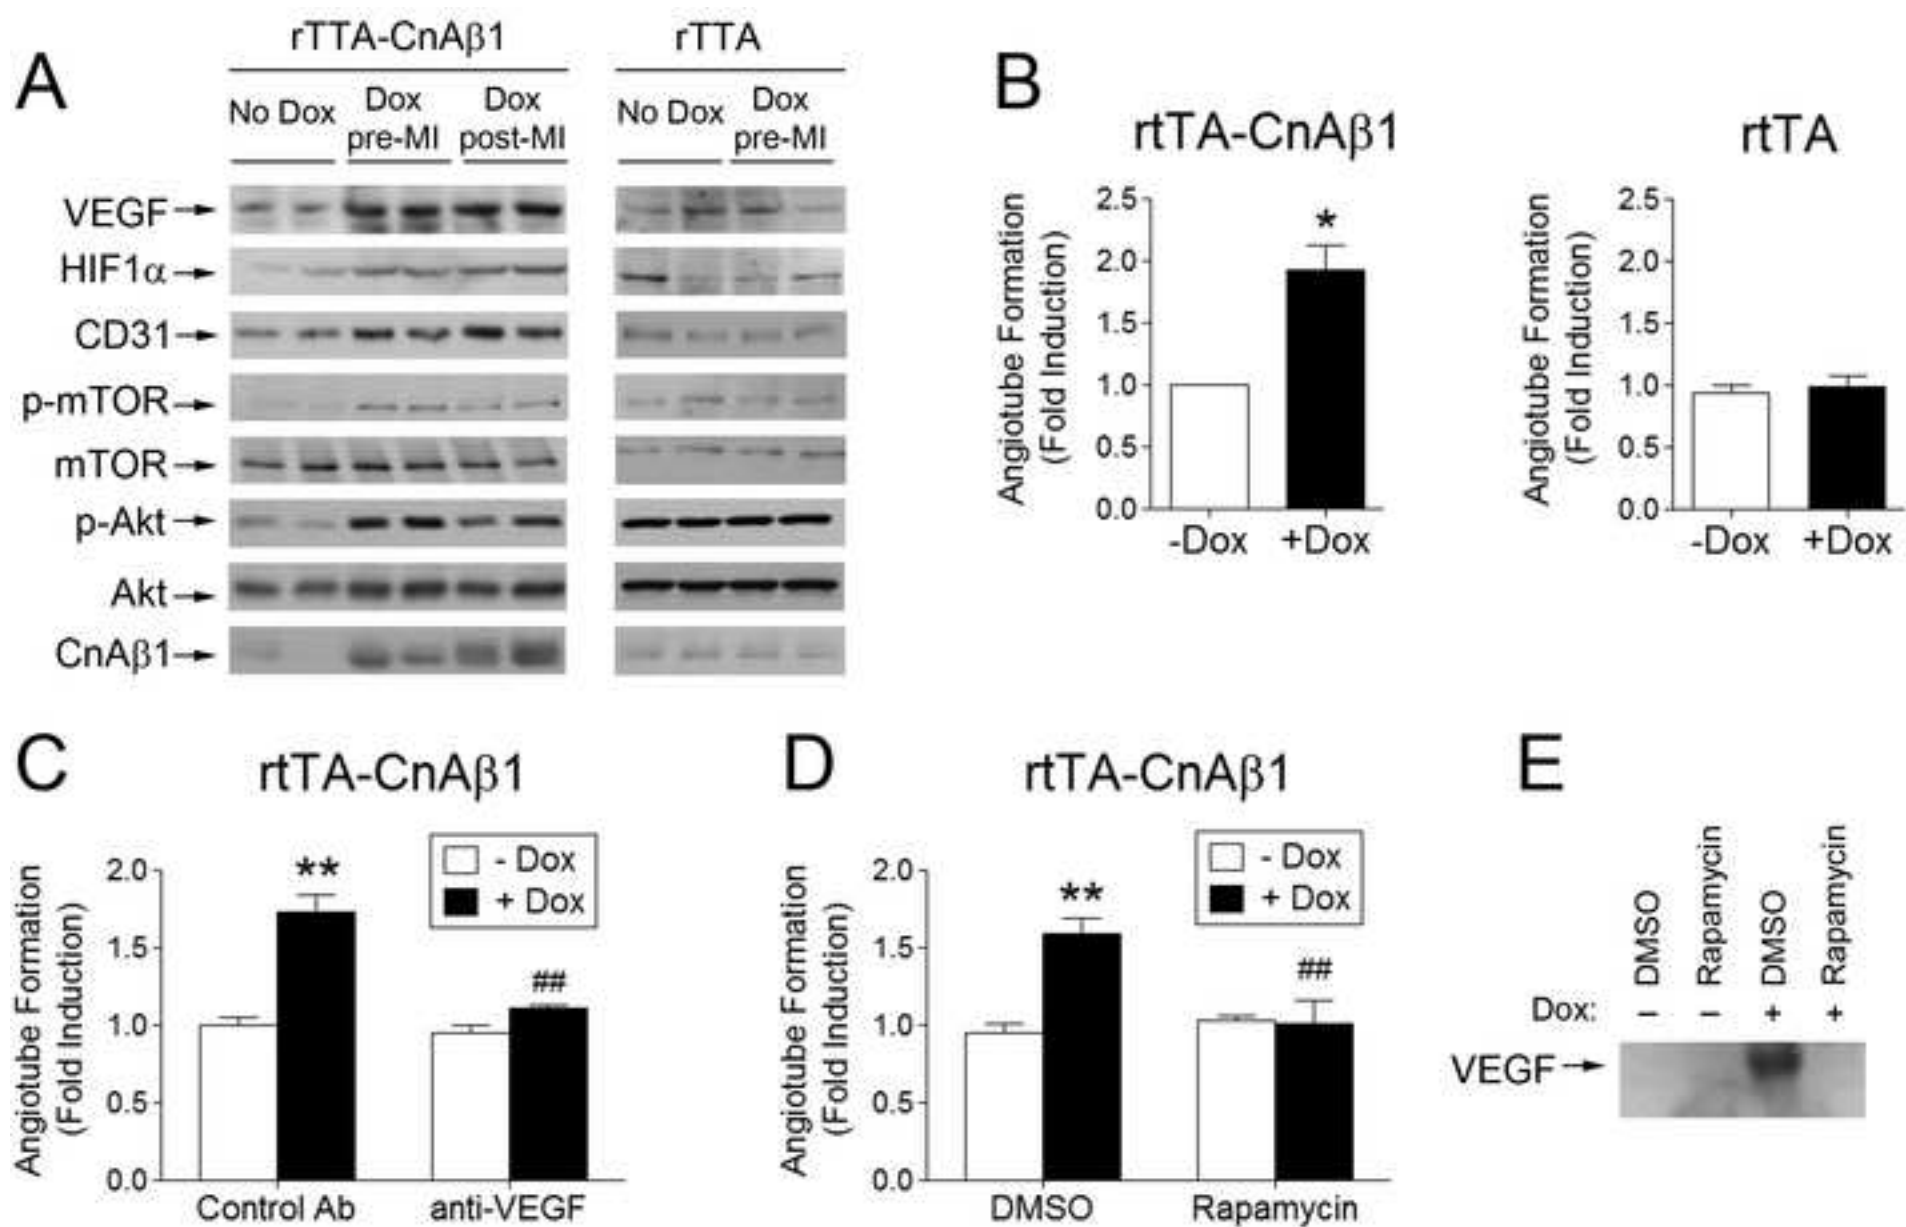 A
rTTA-CnAβ1
rTTA
No Dox
Dox
pre-MI
Dox
post-MI
No Dox
Dox
pre-MI
VEGF
HIF1α
CD31
p-mTOR
mTOR
p-Akt
Akt
CnAβ1
B
rtTA-CnAβ1
Angiotube Formation
(Fold Induction)
2.5
2.0
1.5
1.0
0.5
0.0
*
-Dox
+Dox
rtTA
Angiotube Formation
(Fold Induction)
2.5
2.0
1.5
1.0
0.5
0.0
-Dox
+Dox
C
rtTA-CnAβ1
Angiotube Formation
(Fold Induction)
2.0
1.5
1.0
0.5
0.0
- Dox
+ Dox
**
##
Control Ab
anti-VEGF
D
rtTA-CnAβ1
Angiotube Formation
(Fold Induction)
2.0
1.5
1.0
0.5
0.0
- Dox
+ Dox
**
##
DMSO
Rapamycin
E
DMSO
Rapamycin
DMSO
Rapamycin
Dox: – – + +
VEGF